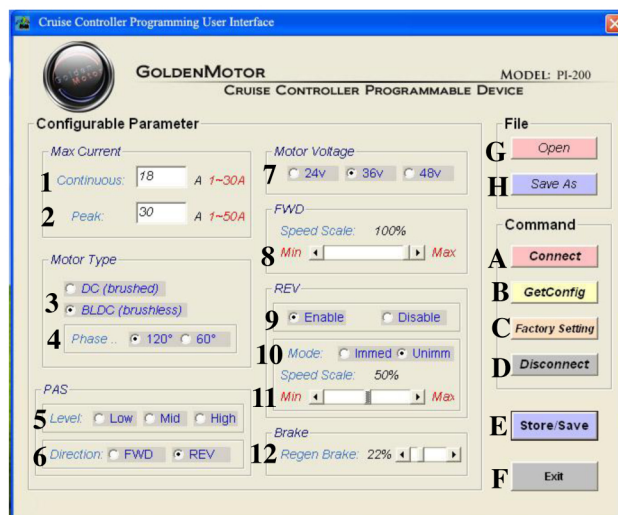 Cruise Controller Programming User Interface
Golden Motor
GOLDENMOTOR
MODEL: PI-200
CRUISE CONTROLLER PROGRAMMABLE DEVICE
Configurable Parameter
Max Current
1 Continuous: 18 A 1~30A
2 Peak: 30 A 1~50A
Motor Type
3 DC (brushed)
BLDC (brushless)
4 Phase .. 120° 60°
PAS
5 Level: Low Mid High
6 Direction: FWD REV
Motor Voltage
7 24v 36v 48v
FWD
Speed Scale: 100%
8 Min Max
REV
9 Enable Disable
10 Mode: Immed Unimm
Speed Scale: 50%
11 Min Max
Brake
12 Regen Brake: 22%
File
G Open
H Save As
Command
A Connect
B GetConfig
C Factory Setting
D Disconnect
E Store/Save
F Exit